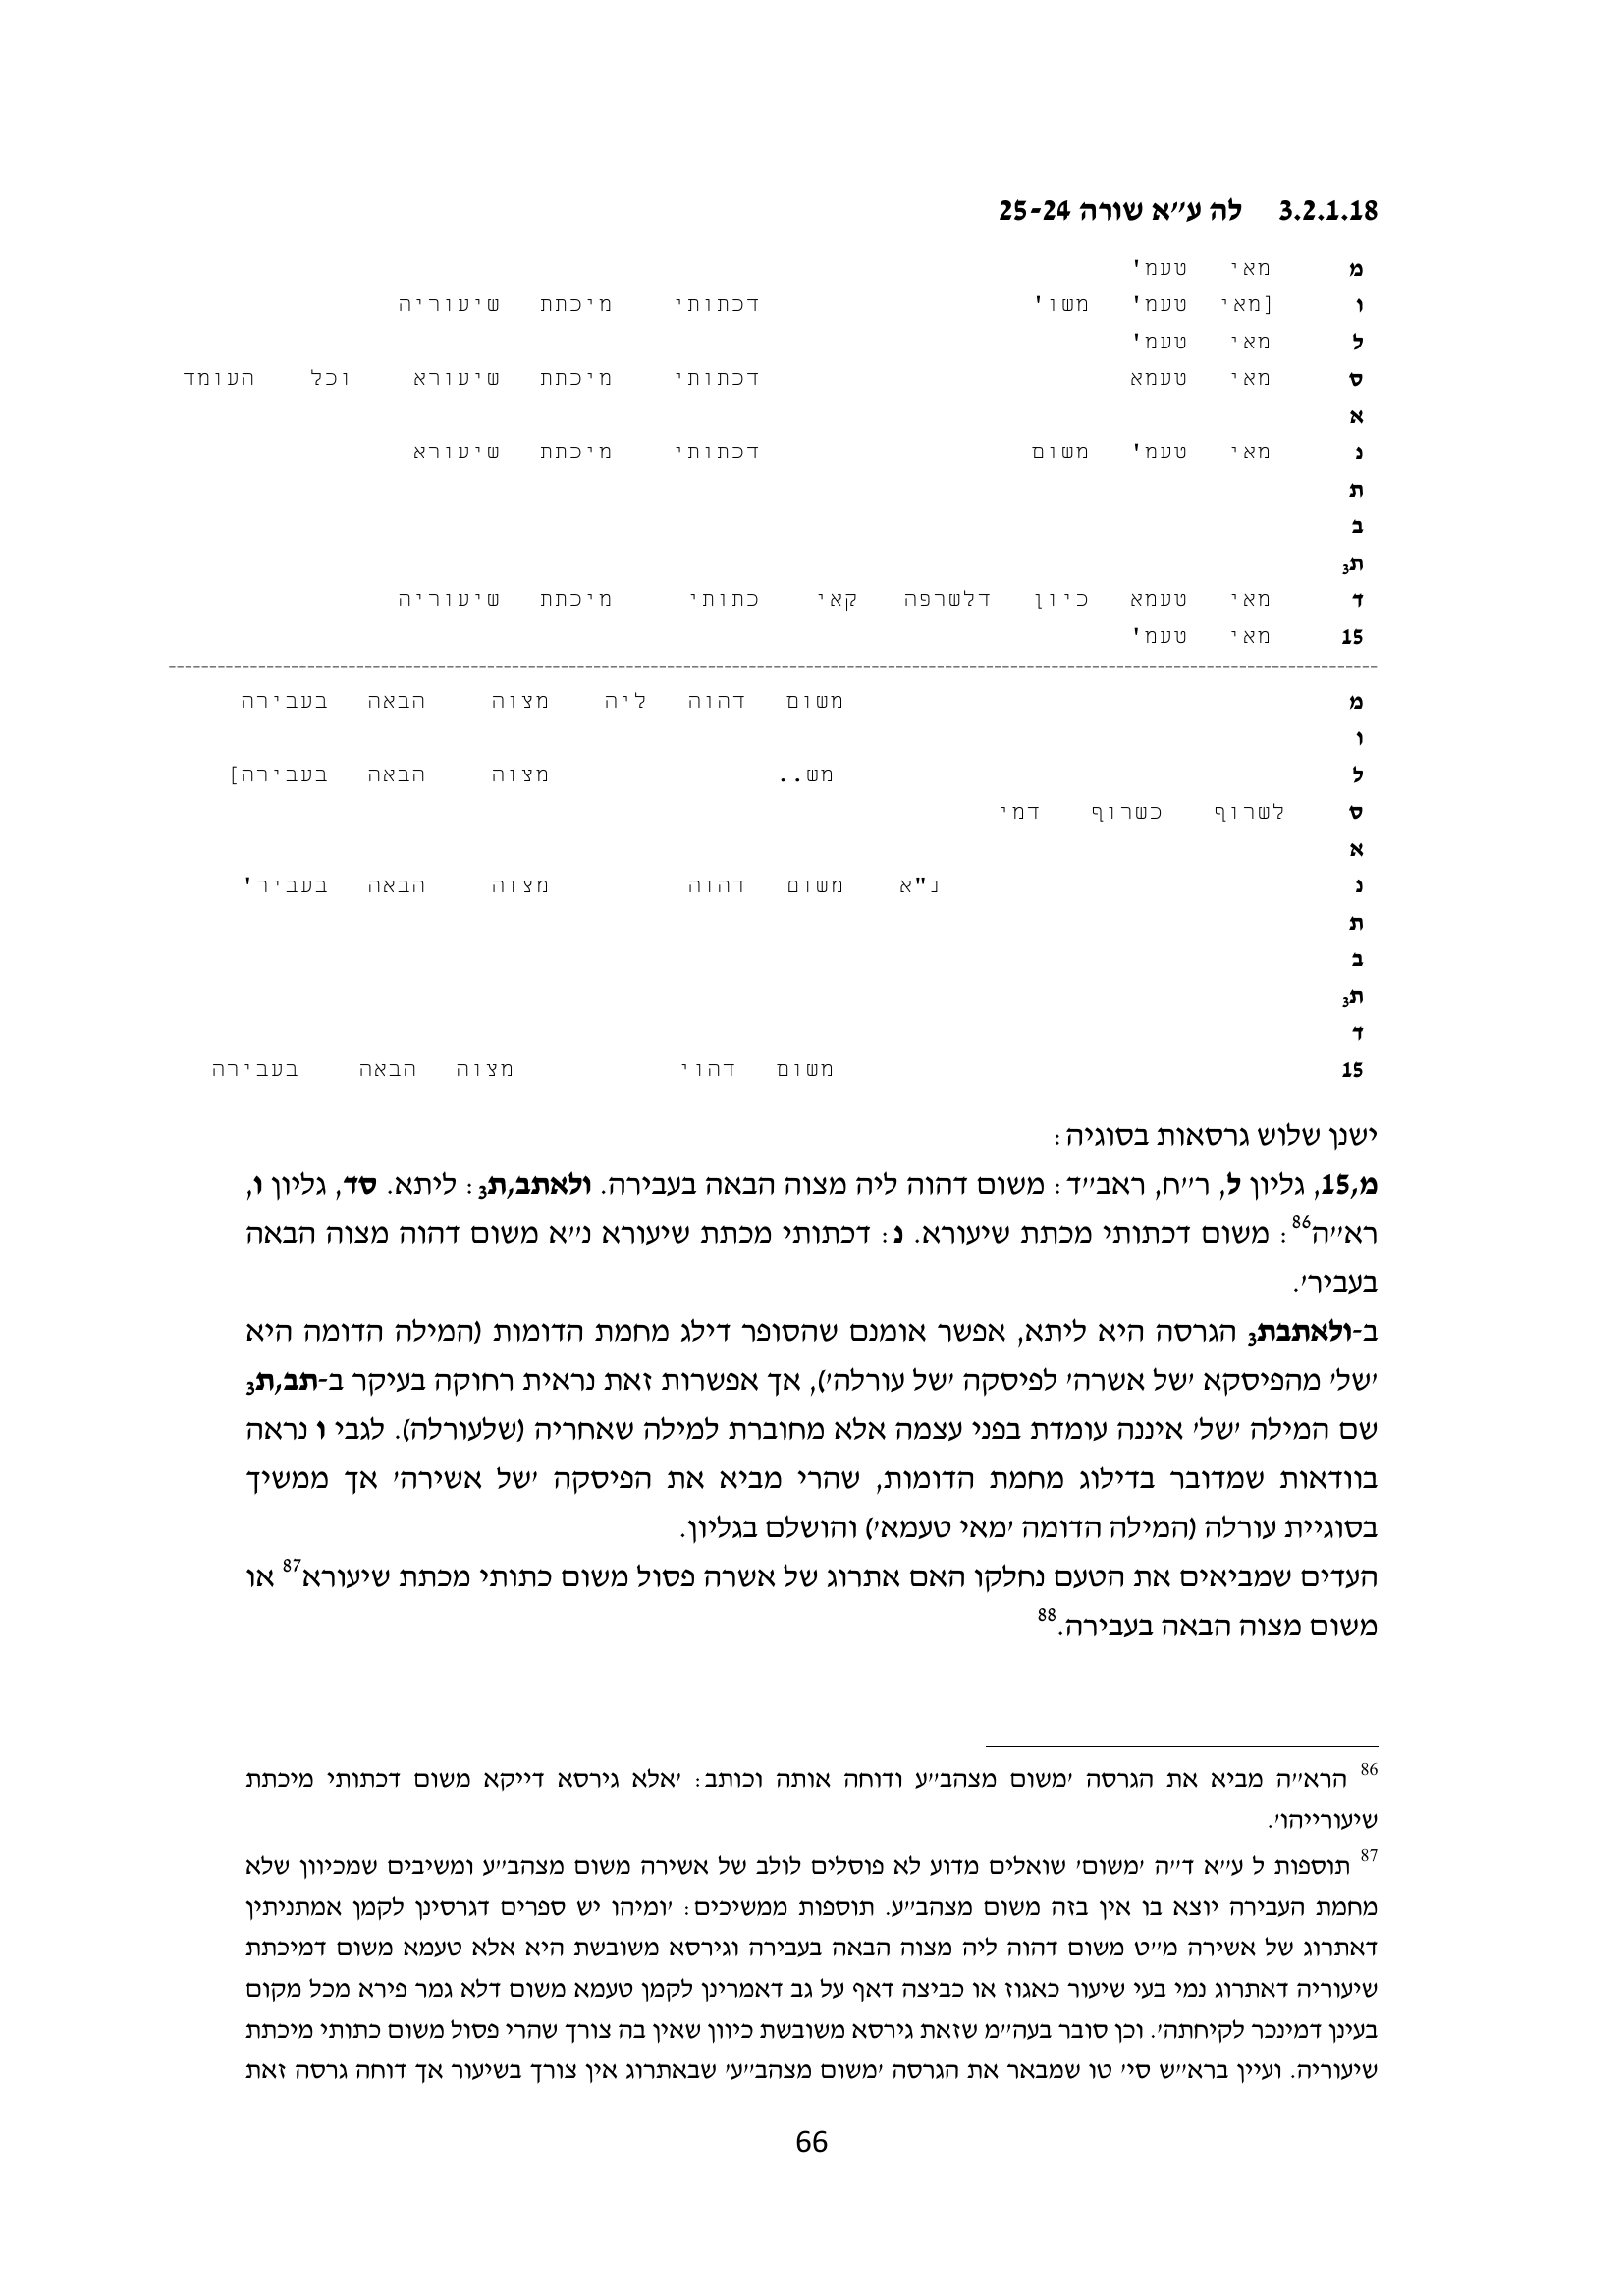 3.2.1.18 לה ע״א שורה 25-24
מ מאי טעמ'
ו [מאי טעמ' משו' דכתותי מיכתת שיעוריה
ל מאי טעמ'
ס מאי טעמא דכתותי מיכתת שיעורא וכל העומד
א
נ מאי טעמ' משום דכתותי מיכתת שיעורא
ת
ב
ת3
ד מאי טעמא כיון דלשרפה קאי כתותי מיכתת שיעוריה
15 מאי טעמ'
מ משום דהוה ליה מצוה הבאה בעבירה
ו
ל מש.. מצוה הבאה בעבירה]
ס לשרוף כשרוף דמי
א
נ נ"א משום דהוה מצוה הבאה בעביר'
ת
ב
ת3
ד
15 משום דהוי מצוה הבאה בעבירה
ישנן שלוש גרסאות בסוגיה:
מ,15, גליון ל, ר״ח, ראב״ד: משום דהוה ליה מצוה הבאה בעבירה. ולאתב,ת3: ליתא. סד, גליון ו,
רא״ה86: משום דכתותי מכתת שיעורא. נ: דכתותי מכתת שיעורא נ״א משום דהוה מצוה הבאה
בעביר׳.
ב-ולאתבת3 הגרסה היא ליתא, אפשר אומנם שהסופר דילג מחמת הדומות (המילה הדומה היא
׳של׳ מהפיסקא ׳של אשרה׳ לפיסקה ׳של עורלה׳), אך אפשרות זאת נראית רחוקה בעיקר ב-תב,ת3
שם המילה ׳של׳ איננה עומדת בפני עצמה אלא מחוברת למילה שאחריה (שלעורלה). לגבי ו נראה
בוודאות שמדובר בדילוג מחמת הדומות, שהרי מביא את הפיסקה ׳של אשירה׳ אך ממשיך
בסוגיית עורלה (המילה הדומה ׳מאי טעמא׳) והושלם בגליון.
העדים שמביאים את הטעם נחלקו האם אתרוג של אשרה פסול משום כתותי מכתת שיעורא87 או
משום מצוה הבאה בעבירה.88
86 הרא״ה מביא את הגרסה ׳משום מצהב״ע ודוחה אותה וכותב: ׳אלא גירסא דייקא משום דכתותי מיכתת
שיעורייהו׳.
87 תוספות ל ע״א ד״ה ׳משום׳ שואלים מדוע לא פוסלים לולב של אשירה משום מצהב״ע ומשיבים שמכיוון שלא
מחמת העבירה יוצא בו אין בזה משום מצהב״ע. תוספות ממשיכים: ׳ומיהו יש ספרים דגרסינן לקמן אמתניתין
דאתרוג של אשירה מ״ט משום דהוה ליה מצוה הבאה בעבירה וגירסא משובשת היא אלא טעמא משום דמיכתת
שיעוריה דאתרוג נמי בעי שיעור כאגוז או כביצה דאף על גב דאמרינן לקמן טעמא משום דלא גמר פירא מכל מקום
בעינן דמינכר לקיחתה׳. וכן סובר בעה״מ שזאת גירסא משובשת כיוון שאין בה צורך שהרי פסול משום כתותי מיכתת
שיעוריה. ועיין ברא״ש סי׳ טו שמבאר את הגרסה ׳משום מצהב״ע׳ שבאתרוג אין צורך בשיעור אך דוחה גרסה זאת
66